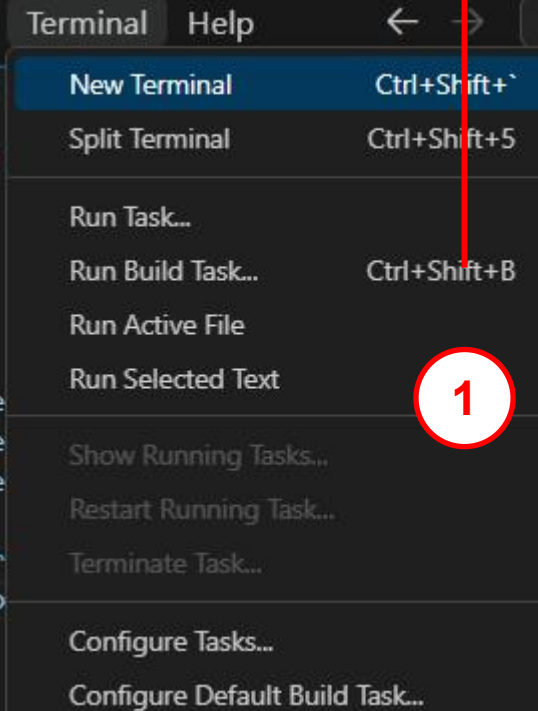 Terminal Help
New Terminal Ctrl+Shift+`
Split Terminal Ctrl+Shift+5
Run Task...
Run Build Task... Ctrl+Shift+B
Run Active File
Run Selected Text
1
Show Running Tasks...
Restart Running Task...
Terminate Task...
Configure Tasks...
Configure Default Build Task...